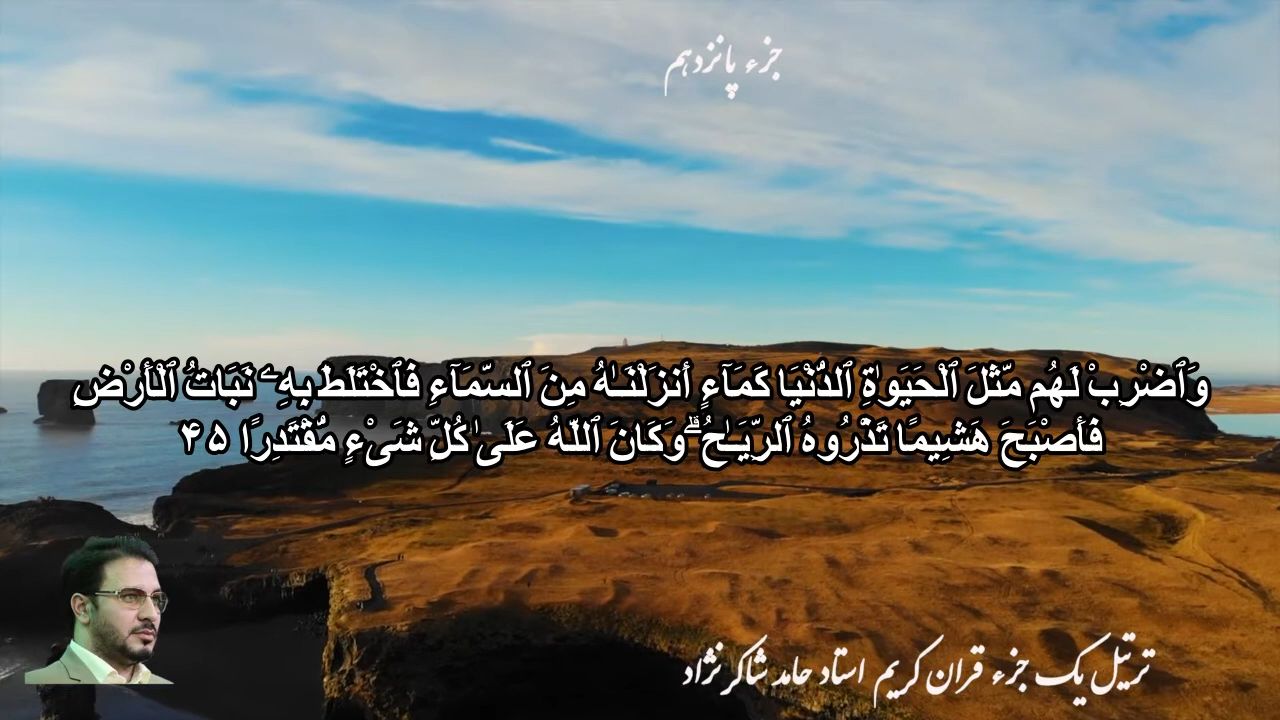 جزء پانزدهم
وَٱضْرِبْ لَهُم مَّثَلَ ٱلْحَيَوٰةِ ٱلدُّنْيَا كَمَآءٍ أَنزَلْنَـٰهُ مِنَ ٱلسَّمَآءِ فَٱخْتَلَطَ بِهِۦ نَبَاتُ ٱلْأَرْضِ
فَأَصْبَحَ هَشِيمًا تَذْرُوهُ ٱلرِّيَـٰحُ ۗ وَكَانَ ٱللَّهُ عَلَىٰ كُلِّ شَىْءٍ مُّقْتَدِرًا ۴۵
ترتیل یک جزء قران کریم استاد حامد شاکرنژاد